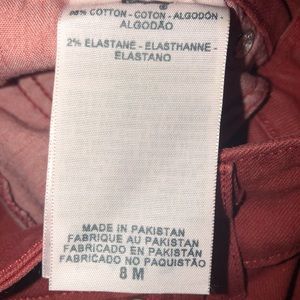 98% COTTON - COTON - ALGODÓN -
ALGODÃO
2% ELASTANE - ELASTHANNE -
ELASTANO
MADE IN PAKISTAN
FABRIQUE AU PAKISTAN
FABRICADO EN PAKISTÁN
FABRICADO NO PAQUISTÃO
8 M